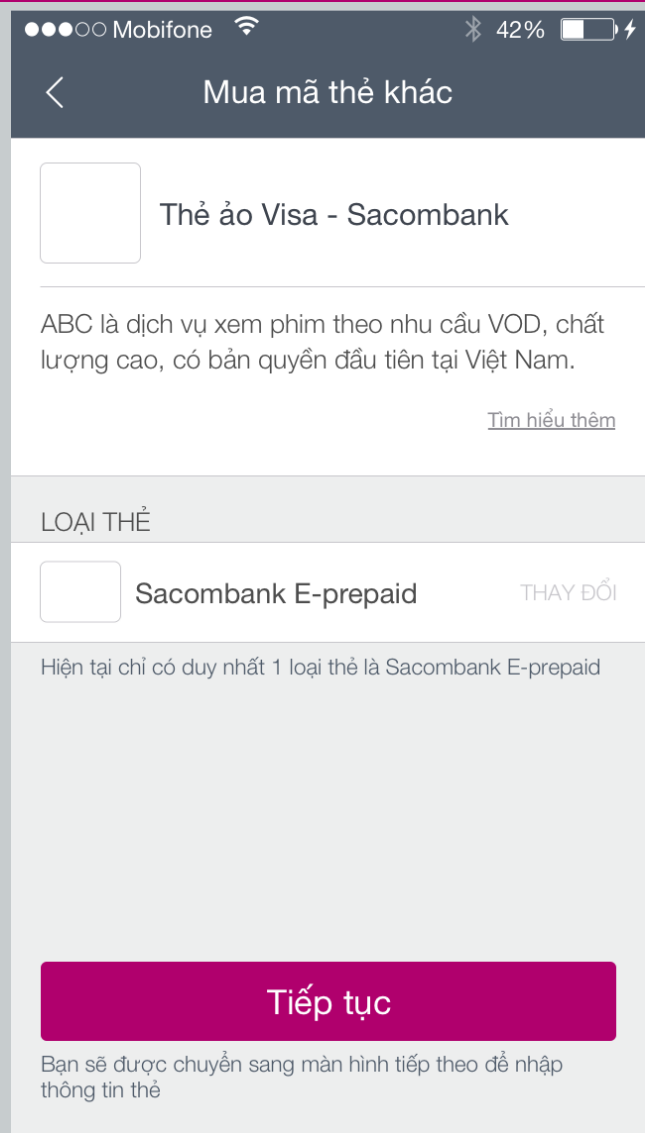 Mobifone 42%
Mua mã thẻ khác
Thẻ ảo Visa - Sacombank
ABC là dịch vụ xem phim theo nhu cầu VOD, chất
lượng cao, có bản quyền đầu tiên tại Việt Nam.
Tìm hiểu thêm
LOẠI THẺ
Sacombank E-prepaid THAY ĐỔI
Hiện tại chỉ có duy nhất 1 loại thẻ là Sacombank E-prepaid
Tiếp tục
Bạn sẽ được chuyển sang màn hình tiếp theo để nhập
thông tin thẻ